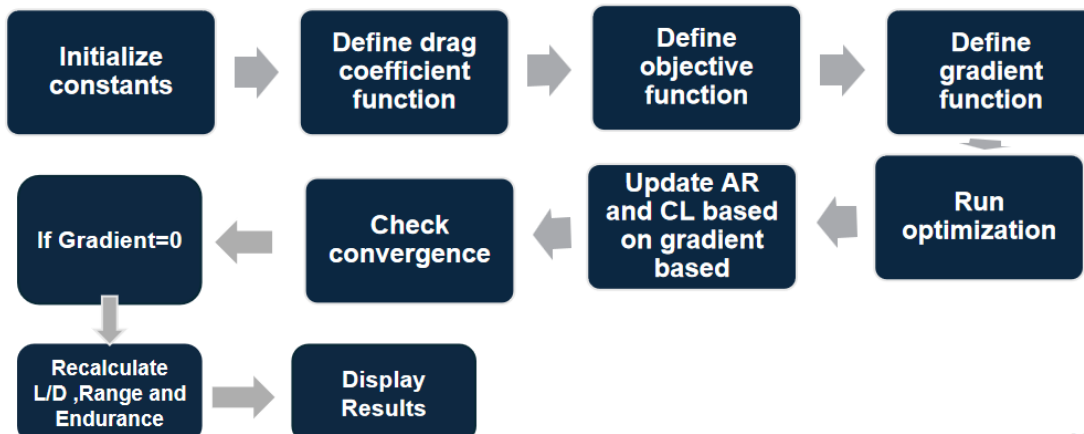 Initialize
constants
Define drag
coefficient
function
Define
objective
function
Define
gradient
function
Run
optimization
Update AR
and CL based
on gradient
based
Check
convergence
If Gradient=0
Recalculate
L/D ,Range and
Endurance
Display
Results